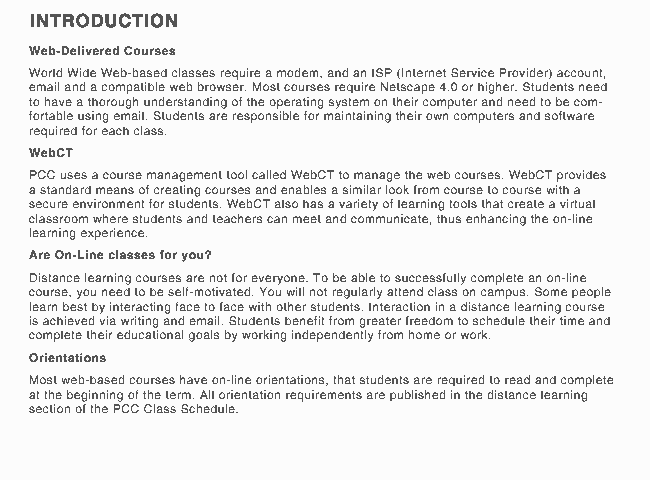 INTRODUCTION
Web-Delivered Courses
World Wide Web-based classes require a modem, and an ISP (Internet Service Provider) account,
email and a compatible web browser. Most courses require Netscape 4.0 or higher. Students need
to have a thorough understanding of the operating system on their computer and need to be com-
fortable using email. Students are responsible for maintaining their own computers and software
required for each class.
WebCT
PCC uses a course management tool called WebCT to manage the web courses. WebCT provides
a standard means of creating courses and enables a similar look from course to course with a
secure environment for students. WebCT also has a variety of learning tools that create a virtual
classroom where students and teachers can meet and communicate, thus enhancing the on-line
learning experience.
Are On-Line classes for you?
Distance learning courses are not for everyone. To be able to successfully complete an on-line
course, you need to be self-motivated. You will not regularly attend class on campus. Some people
learn best by interacting face to face with other students. Interaction in a distance learning course
is achieved via writing and email. Students benefit from greater freedom to schedule their time and
complete their educational goals by working independently from home or work.
Orientations
Most web-based courses have on-line orientations, that students are required to read and complete
at the beginning of the term. All orientation requirements are published in the distance learning
section of the PCC Class Schedule.